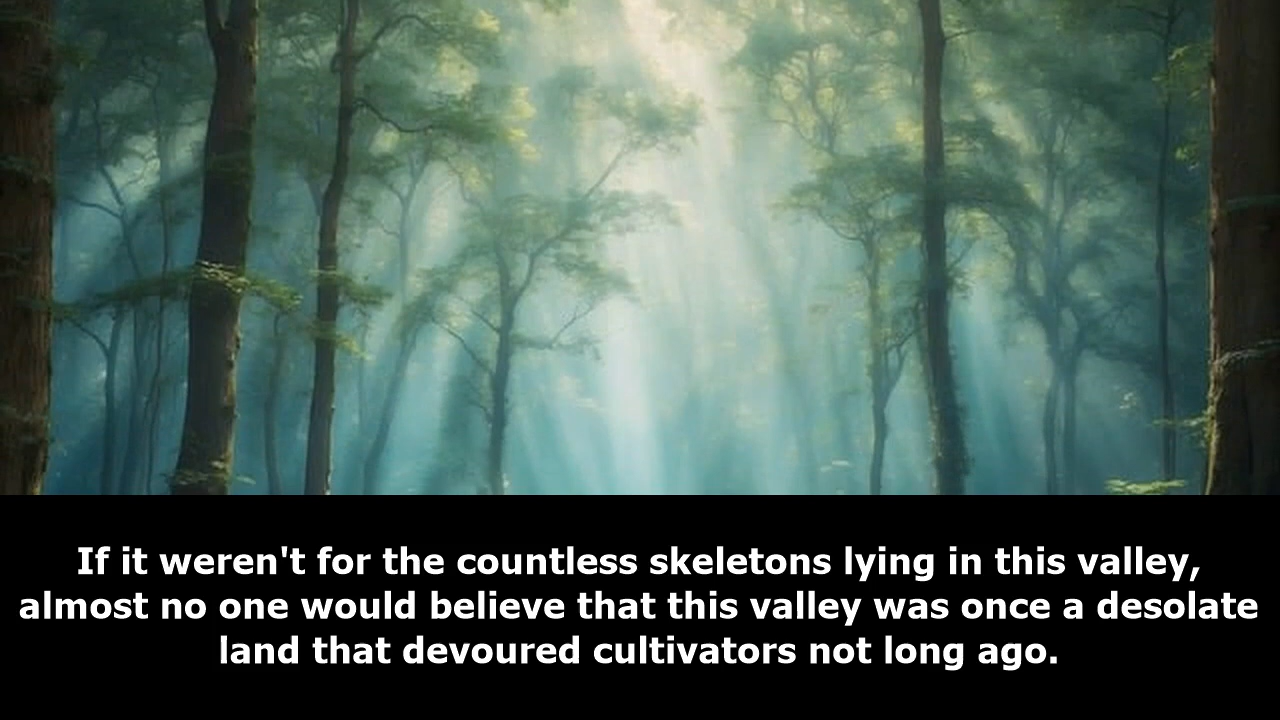 If it weren't for the countless skeletons lying in this valley,
almost no one would believe that this valley was once a desolate
land that devoured cultivators not long ago.